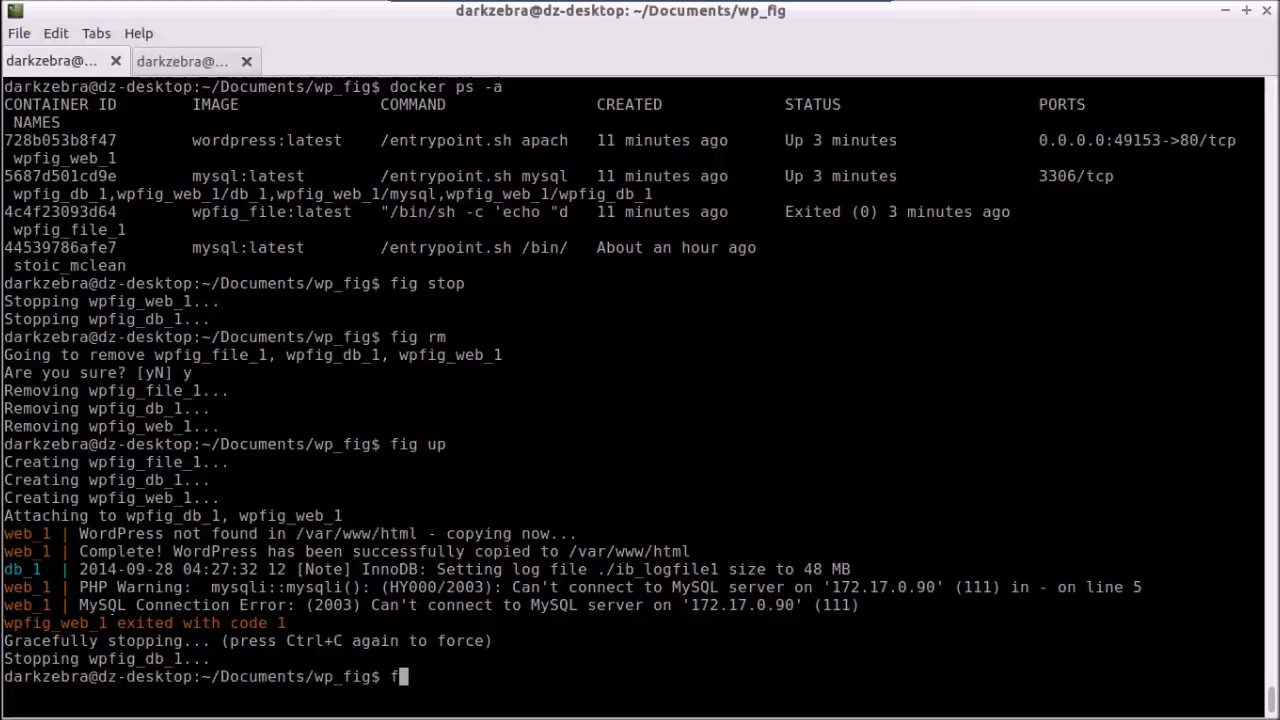 darkzebra@dz-desktop: ~/Documents/wp_fig
File Edit Tabs Help
darkzebra@... darkzebra@...
darkzebra@dz-desktop:~/Documents/wp_fig$ docker ps -a
CONTAINER ID        IMAGE               COMMAND                CREATED             STATUS                     PORTS
 NAMES
728b053b8f47        wordpress:latest    /entrypoint.sh apach   11 minutes ago      Up 3 minutes               0.0.0.0:49153->80/tcp
 wpfig_web_1
5687d501cd9e        mysql:latest        /entrypoint.sh mysql   11 minutes ago      Up 3 minutes               3306/tcp
 wpfig_db_1,wpfig_web_1/db_1,wpfig_web_1/mysql,wpfig_web_1/wpfig_db_1
4c4f23093d64        wpfig_file:latest   "/bin/sh -c 'echo "d   11 minutes ago      Exited (0) 3 minutes ago
 wpfig_file_1
44539786afe7        mysql:latest        /entrypoint.sh /bin/   About an hour ago
 stoic_mclean
darkzebra@dz-desktop:~/Documents/wp_fig$ fig stop
Stopping wpfig_web_1...
Stopping wpfig_db_1...
darkzebra@dz-desktop:~/Documents/wp_fig$ fig rm
Going to remove wpfig_file_1, wpfig_db_1, wpfig_web_1
Are you sure? [yN] y
Removing wpfig_file_1...
Removing wpfig_db_1...
Removing wpfig_web_1...
darkzebra@dz-desktop:~/Documents/wp_fig$ fig up
Creating wpfig_file_1...
Creating wpfig_db_1...
Creating wpfig_web_1...
Attaching to wpfig_db_1, wpfig_web_1
web_1 | WordPress not found in /var/www/html - copying now...
web_1 | Complete! WordPress has been successfully copied to /var/www/html
db_1  | 2014-09-28 04:27:32 12 [Note] InnoDB: Setting log file ./ib_logfile1 size to 48 MB
web_1 | PHP Warning:  mysqli::mysqli(): (HY000/2003): Can't connect to MySQL server on '172.17.0.90' (111) in - on line 5
web_1 | MySQL Connection Error: (2003) Can't connect to MySQL server on '172.17.0.90' (111)
wpfig_web_1 exited with code 1
Gracefully stopping... (press Ctrl+C again to force)
Stopping wpfig_db_1...
darkzebra@dz-desktop:~/Documents/wp_fig$ f